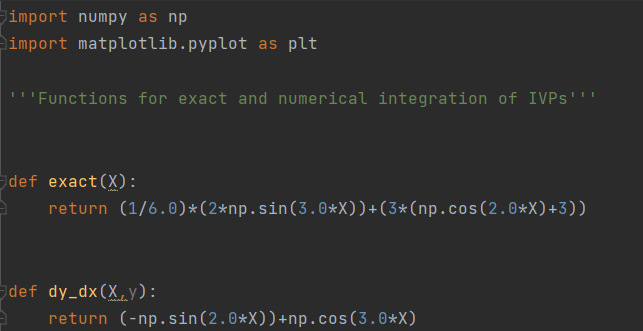 import numpy as np
import matplotlib.pyplot as plt
'''Functions for exact and numerical integration of IVPs'''
def exact(X):
    return (1/6.0)*(2*np.sin(3.0*X))+(3*(np.cos(2.0*X)+3))
def dy_dx(X,y):
    return (-np.sin(2.0*X))+np.cos(3.0*X)